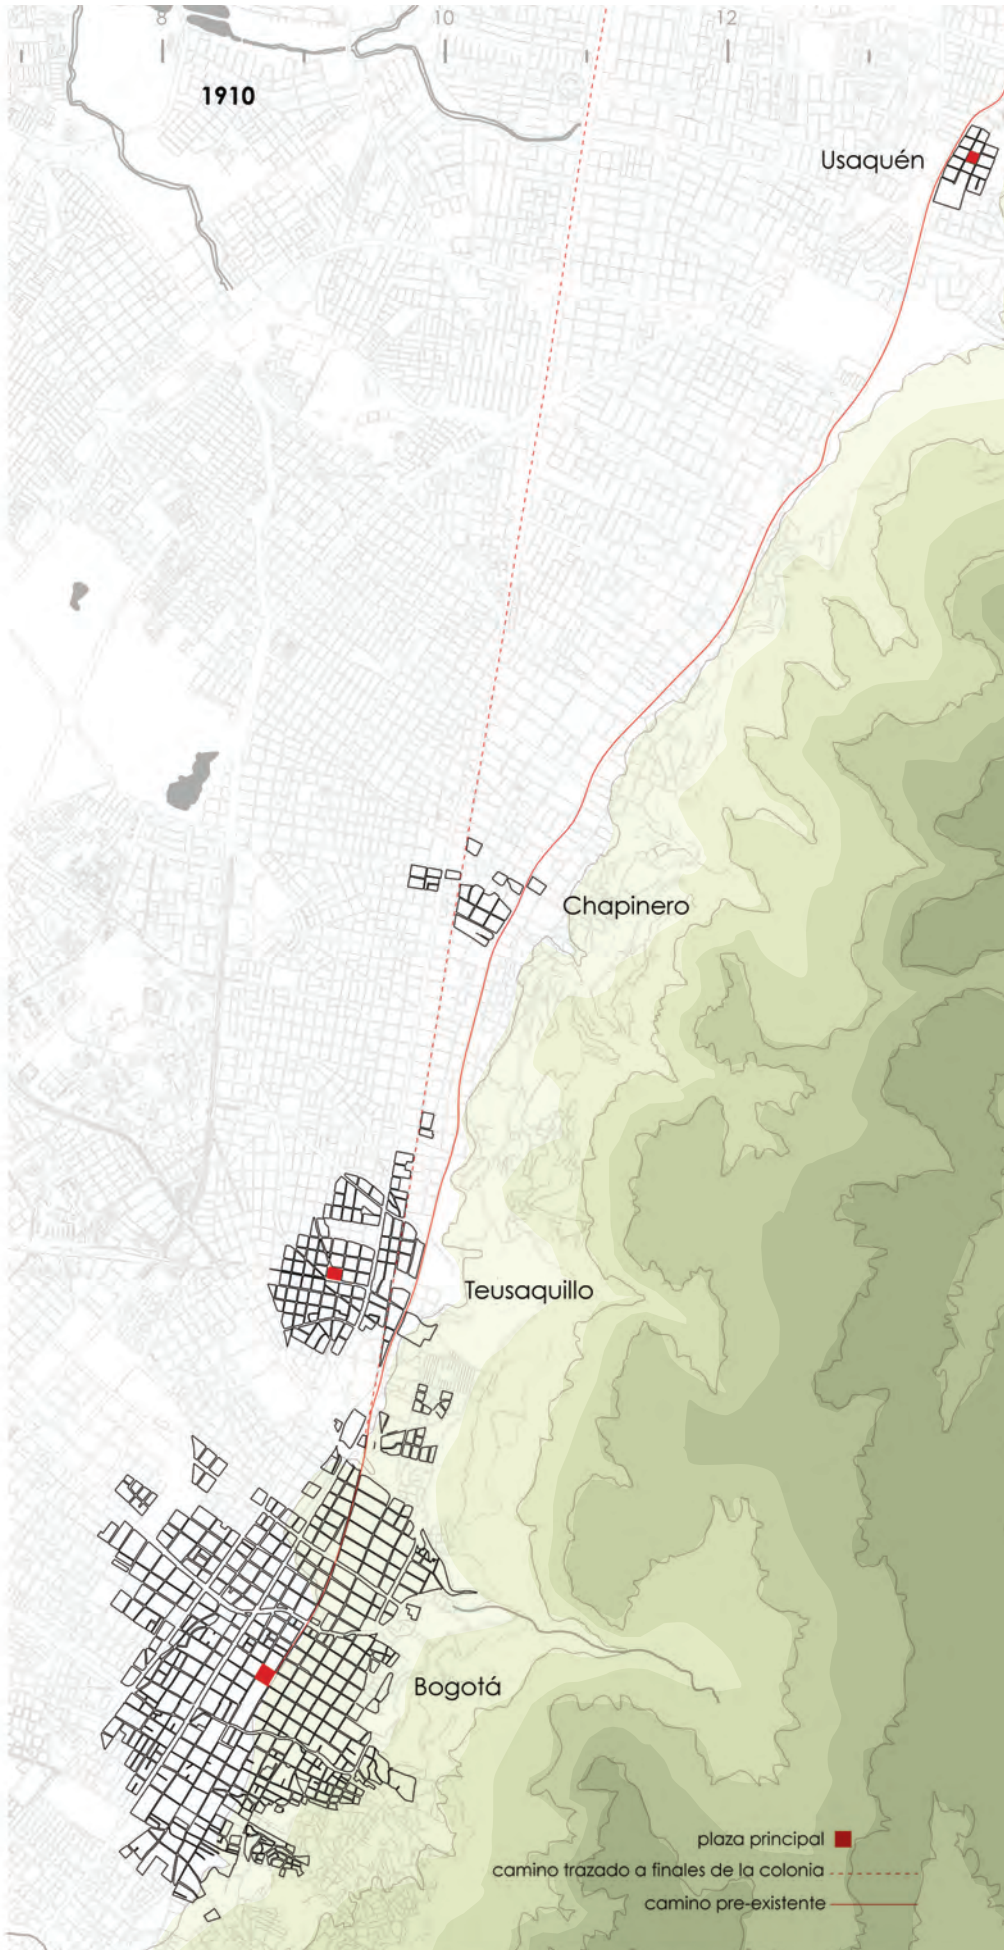 8 10 12
1910
Usaquén
Chapinero
Teusaquillo
Bogotá
plaza principal
camino trazado a finales de la colonia
camino pre-existente